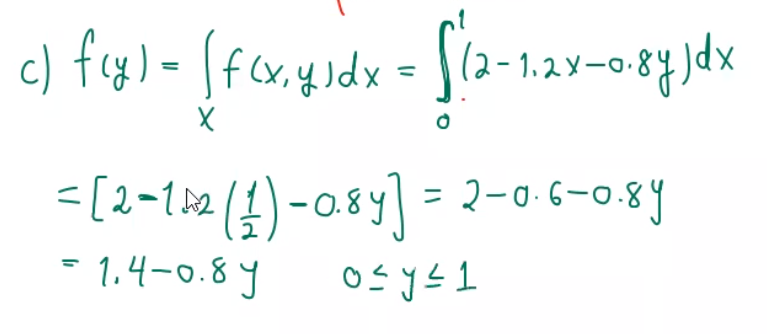 c) f(y) = ∫_X f(x,y)dx = ∫_0^1 (2-1.2x-0.8y)dx
= [2-1.2(1/2)-0.8y] = 2-0.6-0.8y
= 1.4-0.8y 0≤y≤1